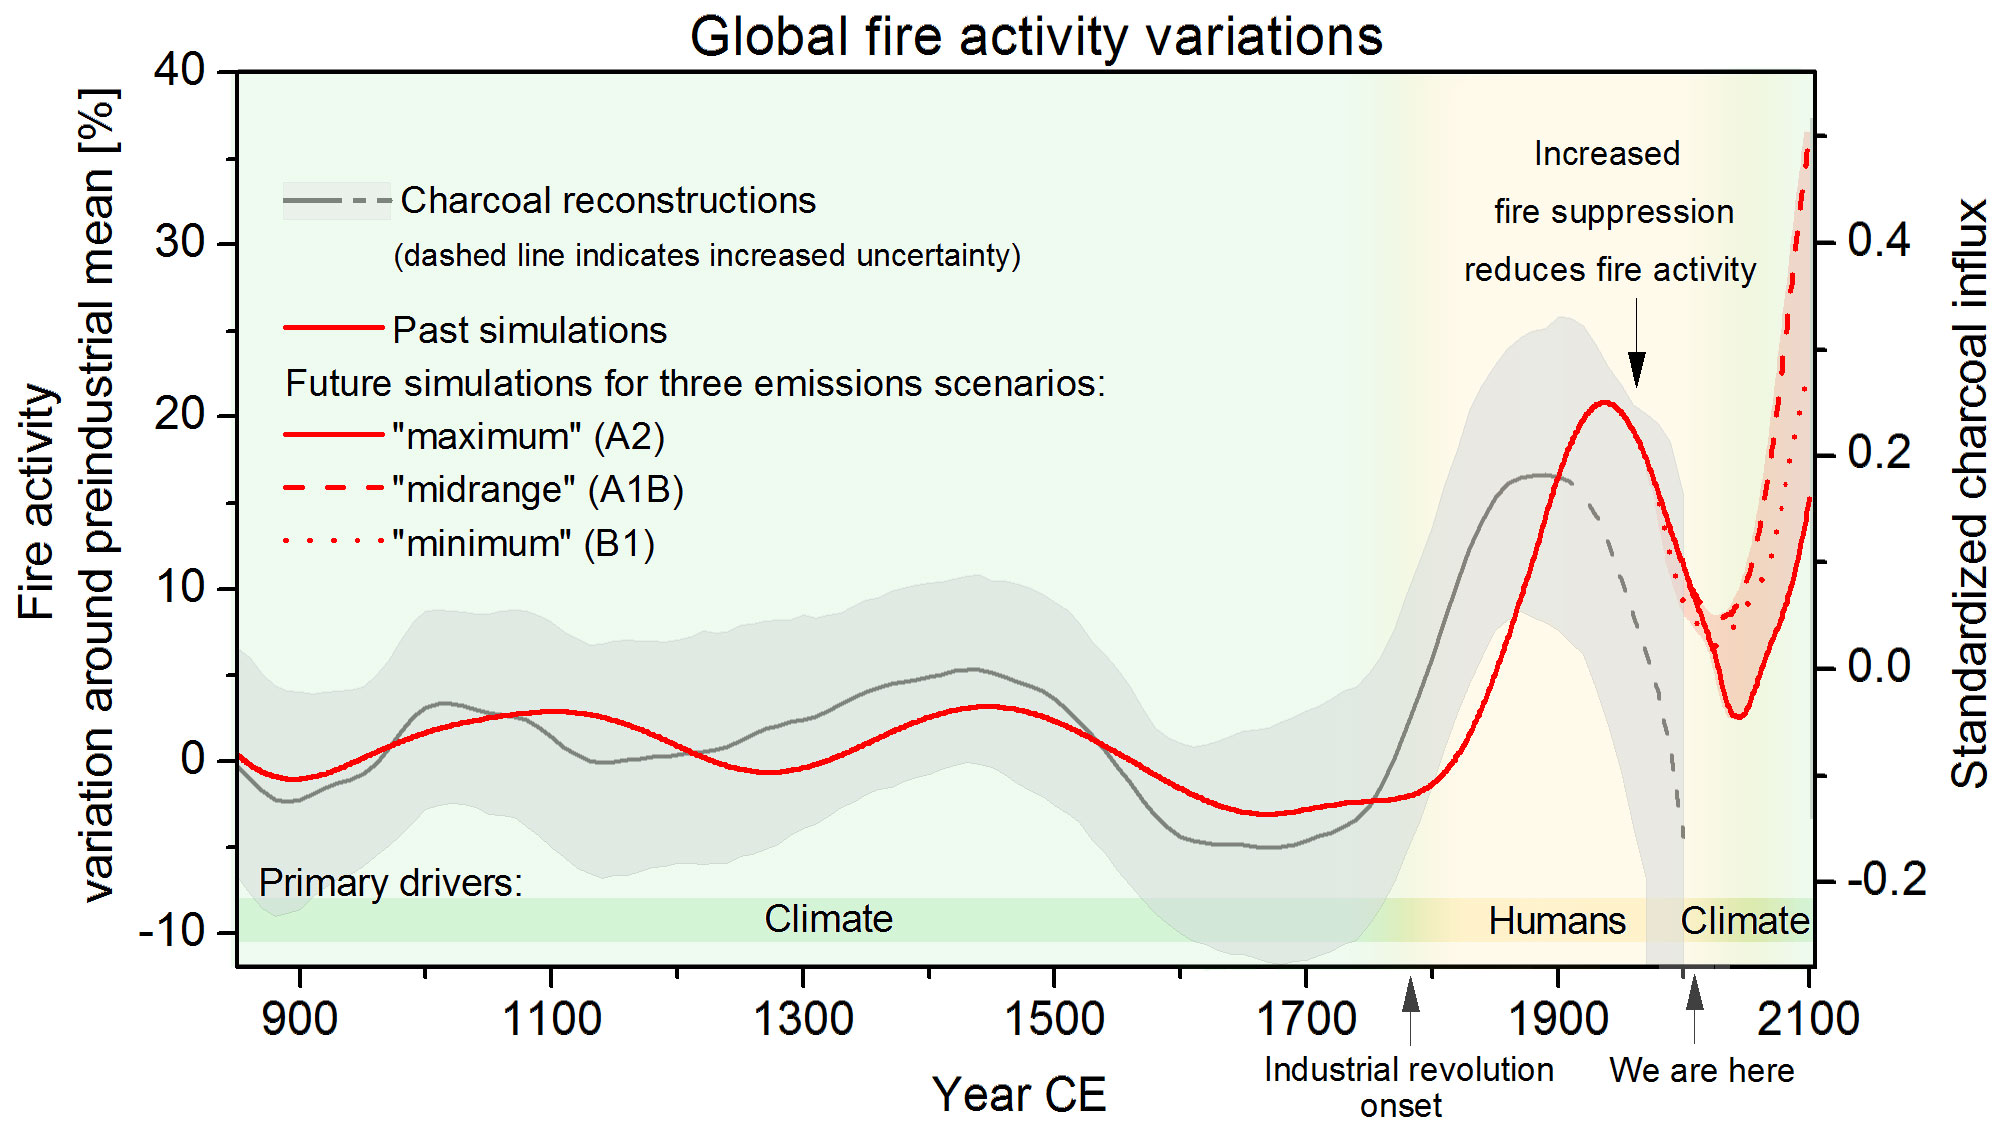 Global fire activity variations
Fire activity
variation around preindustrial mean [%]
40
30
20
10
0
-10
Charcoal reconstructions
(dashed line indicates increased uncertainty)
Past simulations
Future simulations for three emissions scenarios:
"maximum" (A2)
"midrange" (A1B)
"minimum" (B1)
Increased
fire suppression
reduces fire activity
Primary drivers:
Climate
Humans
Climate
0.4
0.2
0.0
-0.2
Standardized charcoal influx
900 1100 1300 1500 1700 1900 2100
Industrial revolution
onset
We are here
Year CE